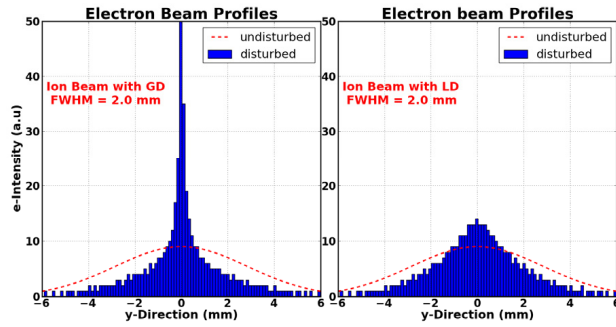 Electron Beam Profiles
undisturbed
disturbed
Ion Beam with GD
FWHM = 2.0 mm
e-Intensity (a.u)
50
40
30
20
10
0
−6 −4 −2 0 2 4 6
y-Direction (mm)
Electron beam Profiles
undisturbed
disturbed
Ion Beam with LD
FWHM = 2.0 mm
50
40
30
20
10
0
−6 −4 −2 0 2 4 6
y-Direction (mm)